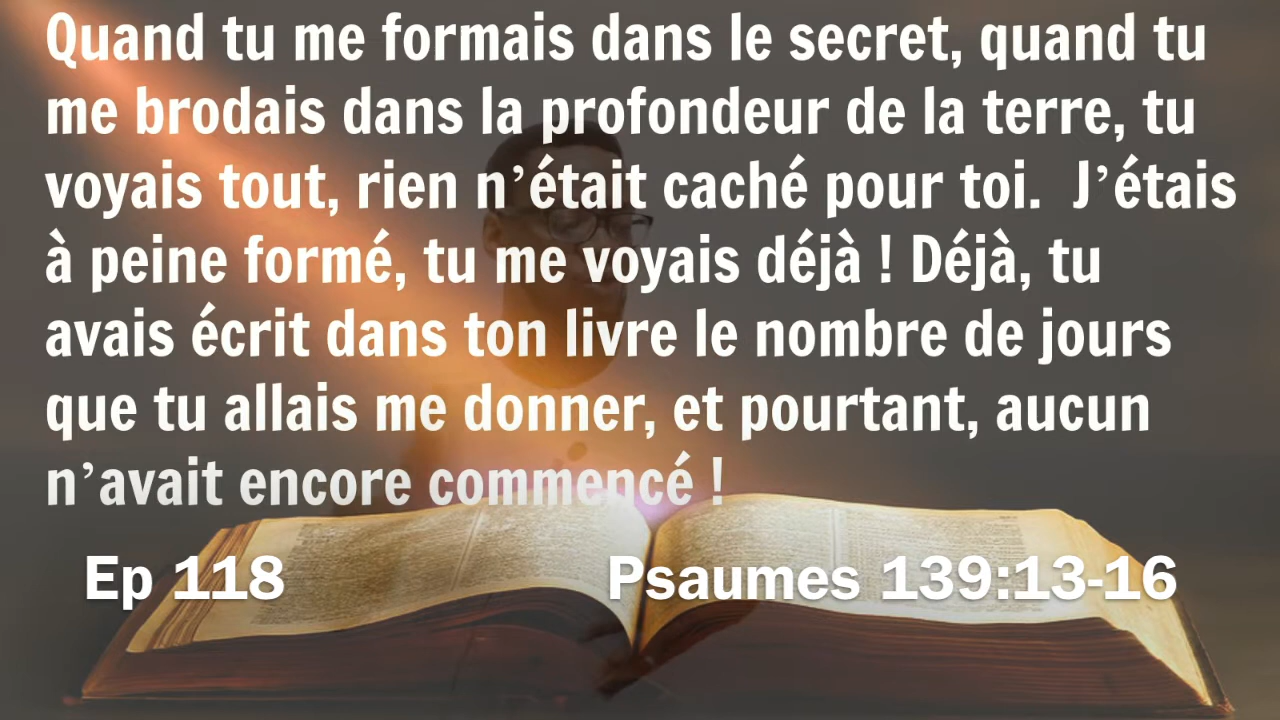 Quand tu me formais dans le secret, quand tu
me brodais dans la profondeur de la terre, tu
voyais tout, rien n’était caché pour toi.  J’étais
à peine formé, tu me voyais déjà ! Déjà, tu
avais écrit dans ton livre le nombre de jours
que tu allais me donner, et pourtant, aucun
n’avait encore commencé !
Ep 118 Psaumes 139:13-16